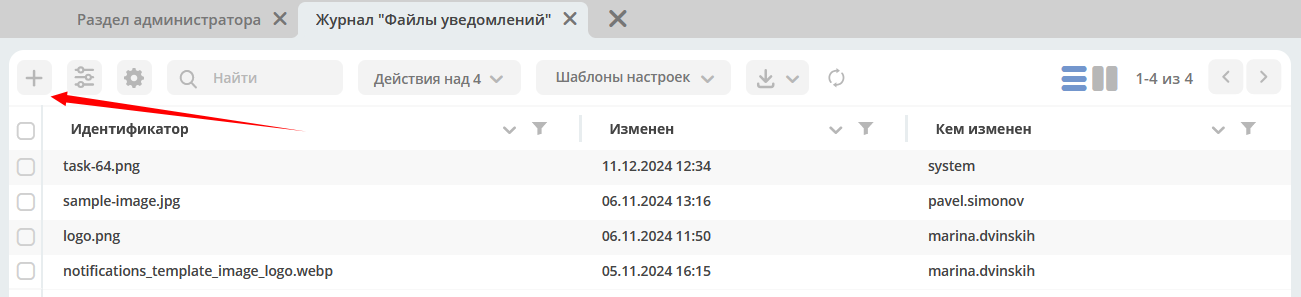 Раздел администратора Журнал "Файлы уведомлений"
Найти Действия над 4 Шаблоны настроек 1-4 из 4
Идентификатор Изменен Кем изменен
task-64.png 11.12.2024 12:34 system
sample-image.jpg 06.11.2024 13:16 pavel.simonov
logo.png 06.11.2024 11:50 marina.dvinskih
notifications_template_image_logo.webp 05.11.2024 16:15 marina.dvinskih